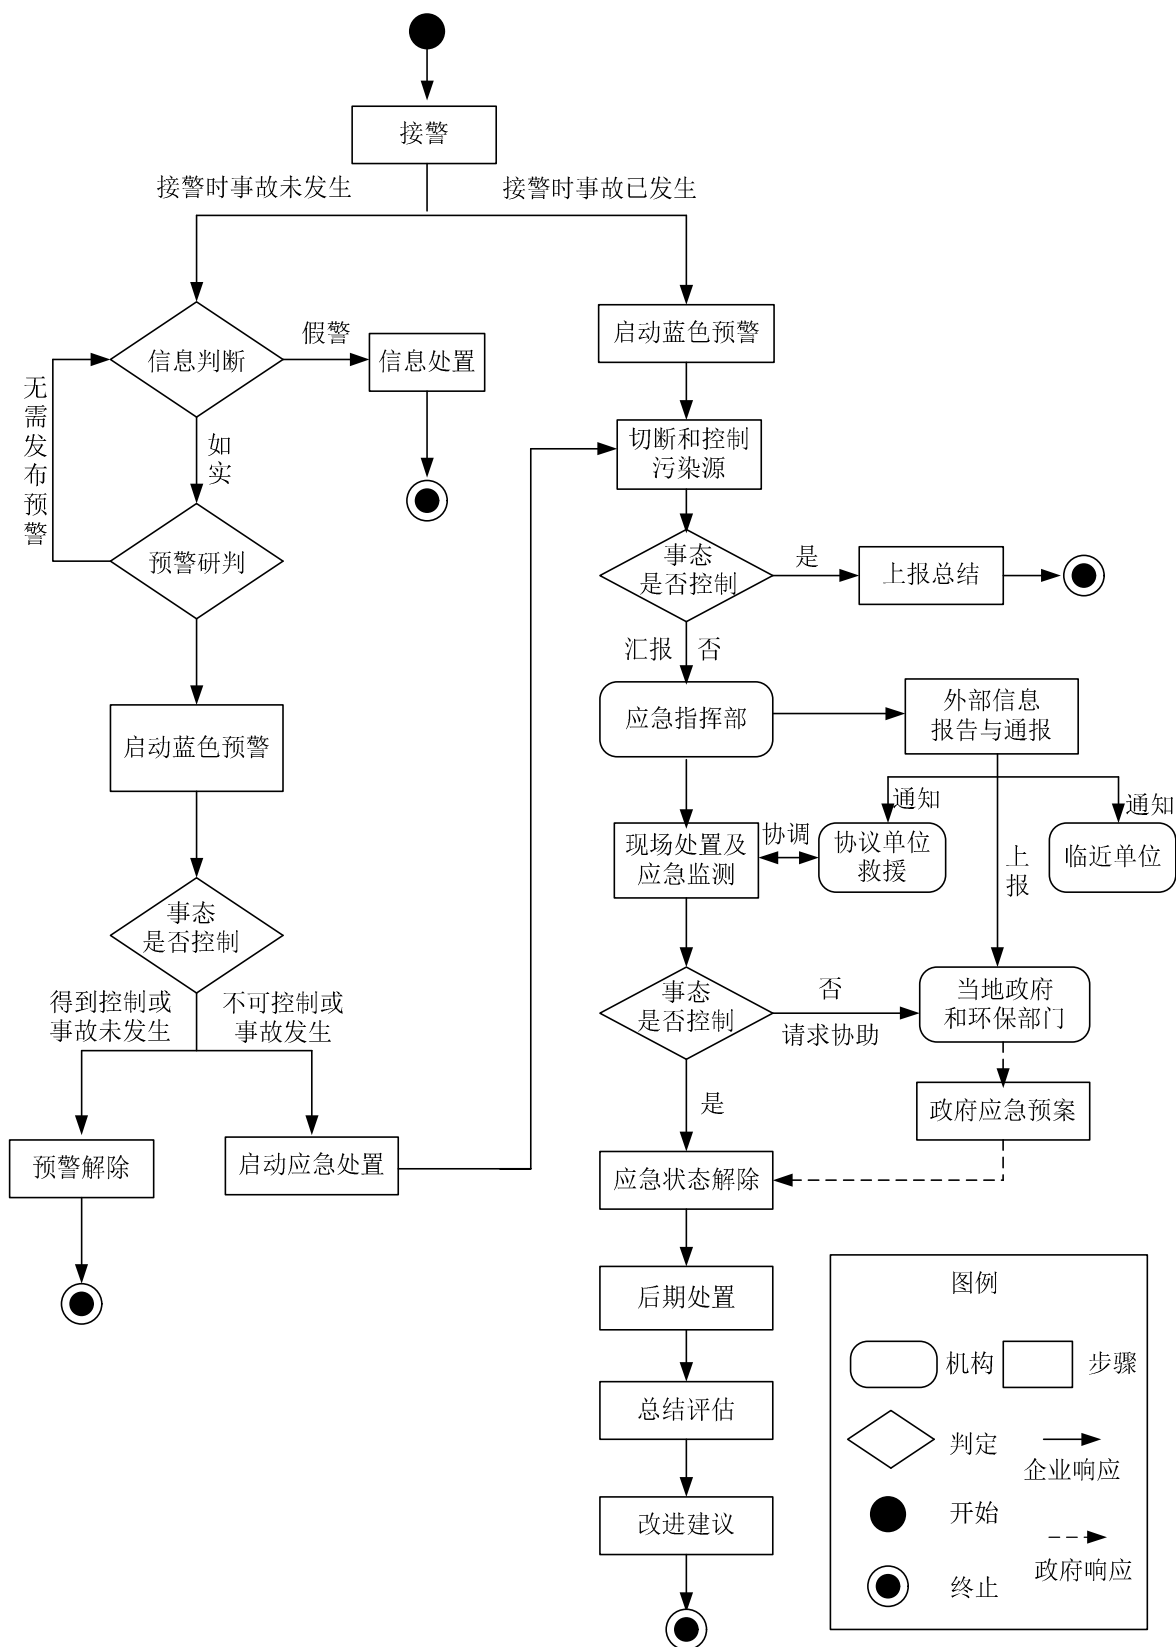 接警
接警时事故未发生
接警时事故已发生
信息判断
假警
信息处置
无需发布预警
如实
预警研判
启动蓝色预警
事态
是否控制
得到控制或
事故未发生
不可控制或
事故发生
预警解除
启动应急处置
启动蓝色预警
切断和控制
污染源
事态
是否控制
是
上报总结
汇报
否
应急指挥部
外部信息
报告与通报
通知
通知
上报
现场处置及
应急监测
协调
协议单位
救援
临近单位
事态
是否控制
否
请求协助
当地政府
和环保部门
是
政府应急预案
应急状态解除
后期处置
总结评估
改进建议
图例
机构
步骤
判定
企业响应
开始
政府响应
终止